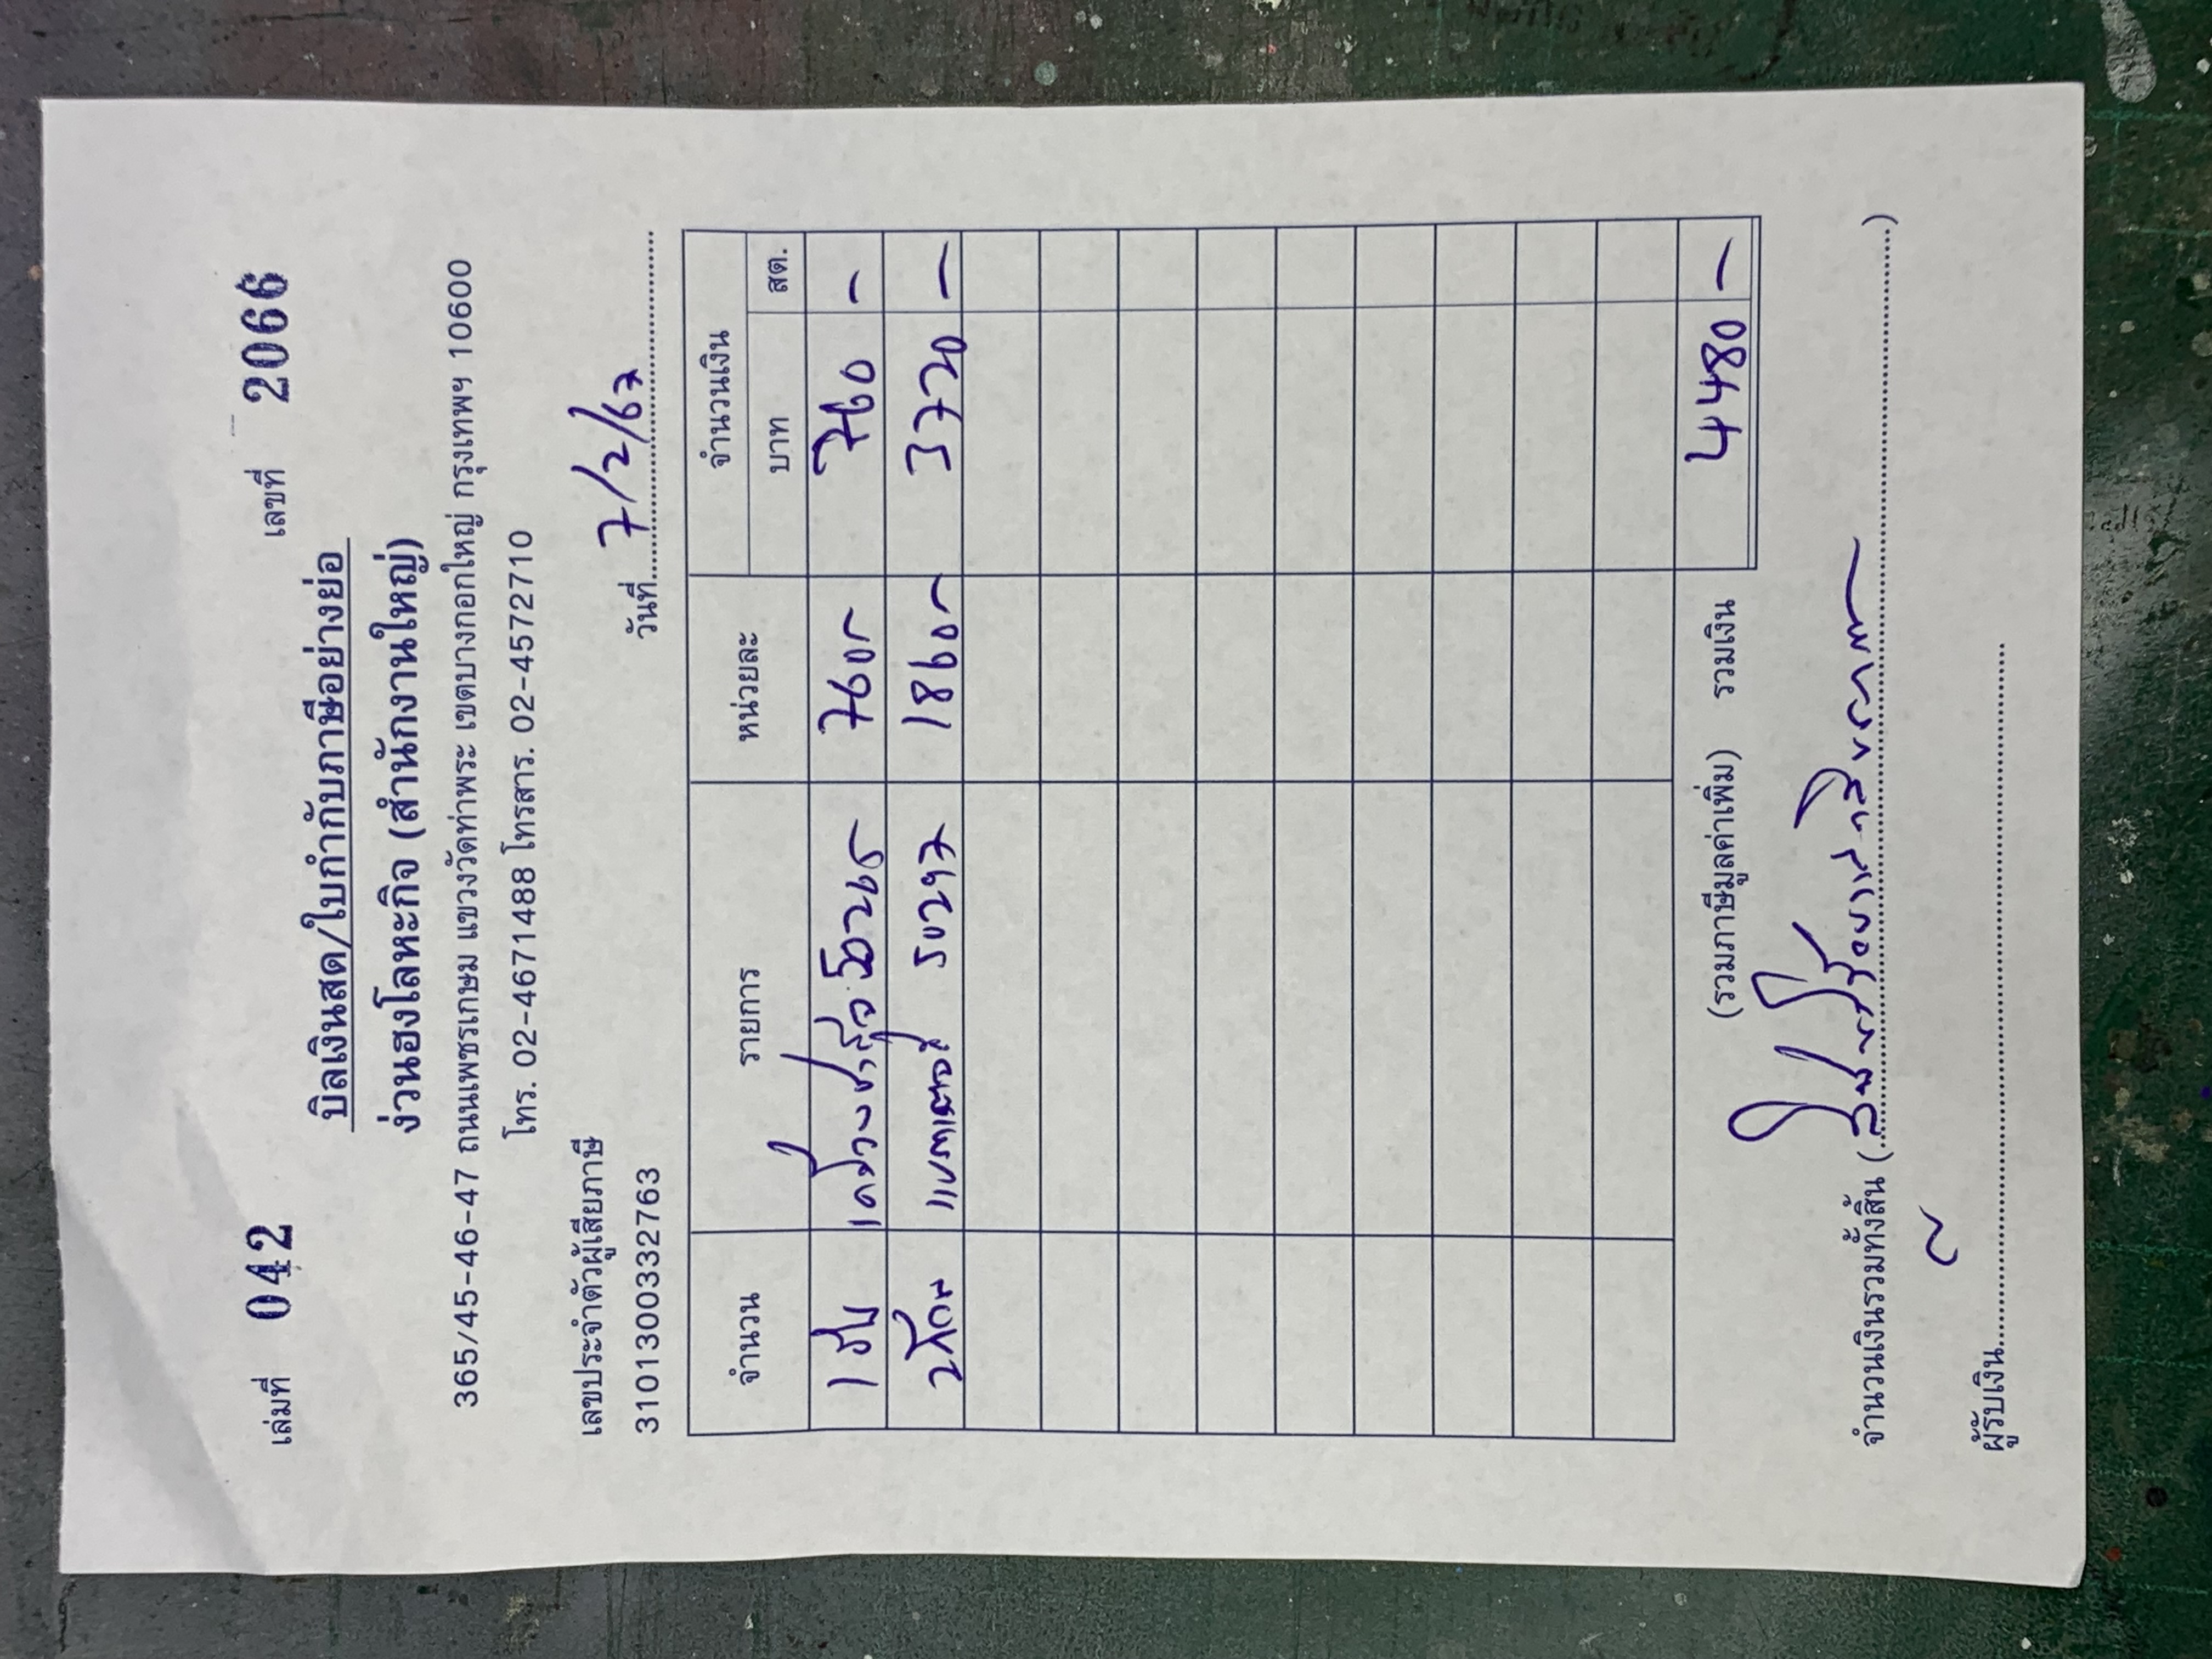 เล่มที่ 042 เลขที่ 2066
บิลเงินสด/ใบกำกับภาษีอย่างย่อ
ง่วนฮงโลหะกิจ (สำนักงานใหญ่)
365/45-46-47 ถนนเพชรเกษม แขวงวัดท่าพระ เขตบางกอกใหญ่ กรุงเทพฯ 10600
โทร. 02-4671488 โทรสาร. 02-4572710
เลขประจำตัวผู้เสียภาษี
3101300332763 วันที่ 7/2/67
จำนวน รายการ หน่วยละ จำนวนเงิน
บาท สต.
1 760 760 -
2 ก้อน แบตเตอรี่ 50297 1860 3720 -
(รวมภาษีมูลค่าเพิ่ม) รวมเงิน 4480 -
จำนวนเงินรวมทั้งสิ้น (สี่พันสี่ร้อยแปดสิบบาท)
ผู้รับเงิน